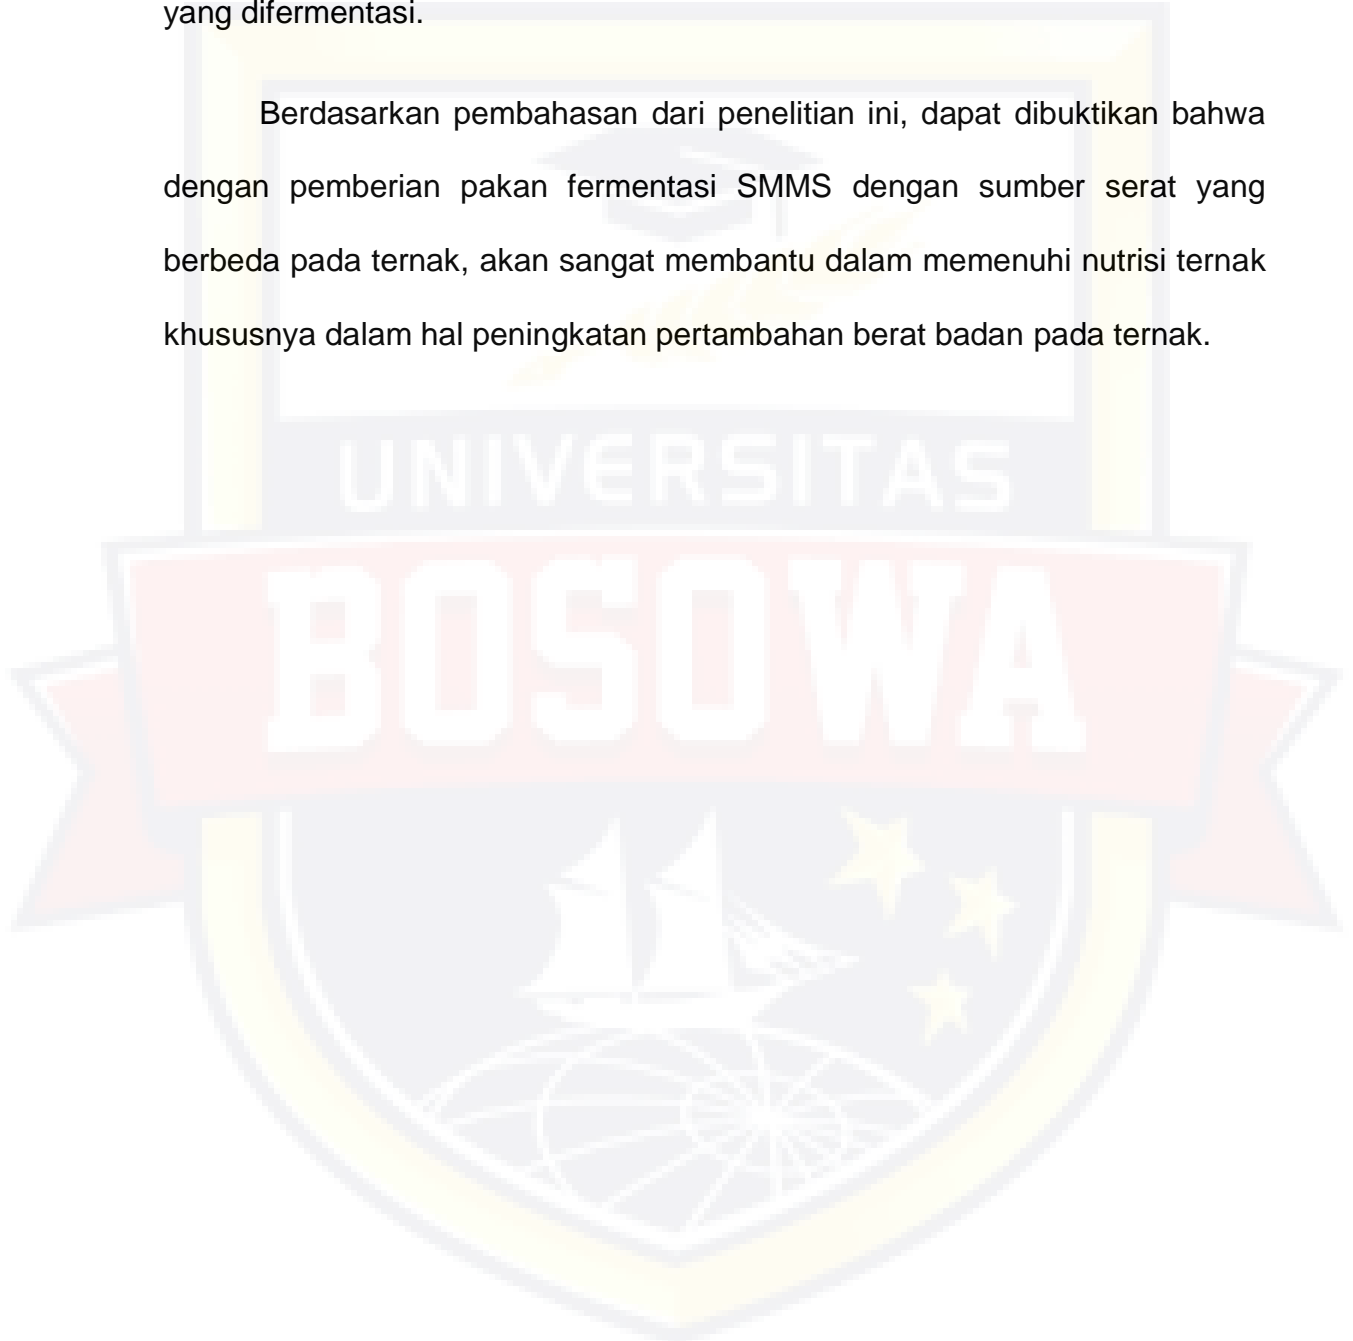 yang difermentasi.
Berdasarkan pembahasan dari penelitian ini, dapat dibuktikan bahwa
dengan pemberian pakan fermentasi SMMS dengan sumber serat yang
berbeda pada ternak, akan sangat membantu dalam memenuhi nutrisi ternak
khususnya dalam hal peningkatan pertambahan berat badan pada ternak.
UNIVERSITAS
BOSOWA